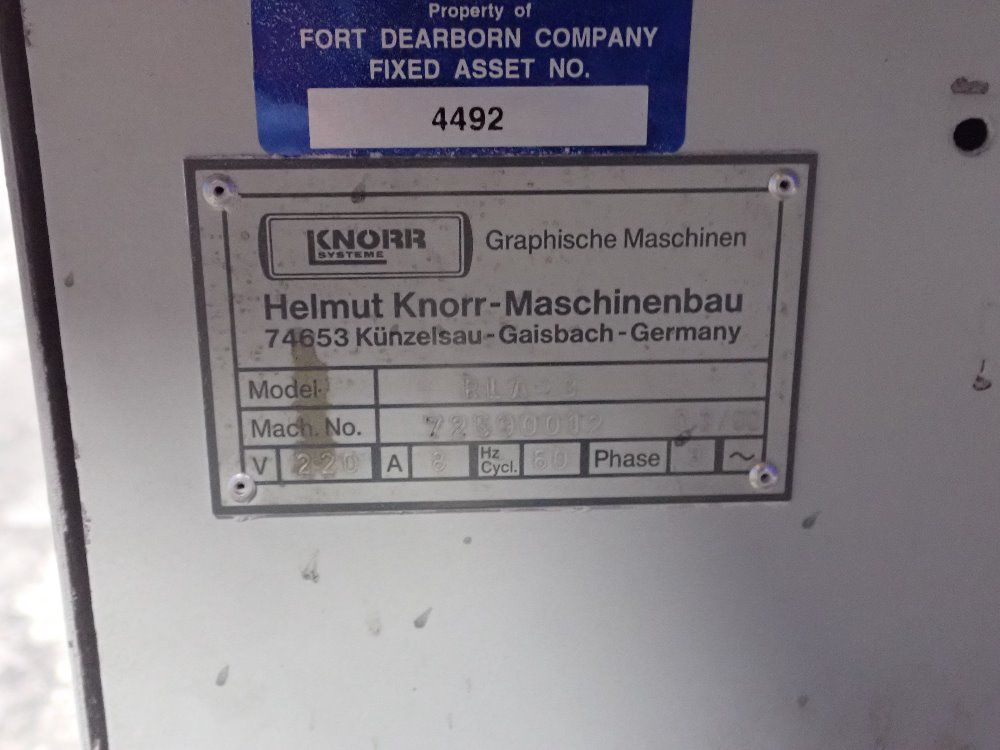 Property of
FORT DEARBORN COMPANY
FIXED ASSET NO.
4492
KNORR
SYSTEME
Graphische Maschinen
Helmut Knorr-Maschinenbau
74653 Künzelsau-Gaisbach-Germany
Model
Mach. No. 72590012
V 220 A 8 Hz Cycl. 60 Phase ~